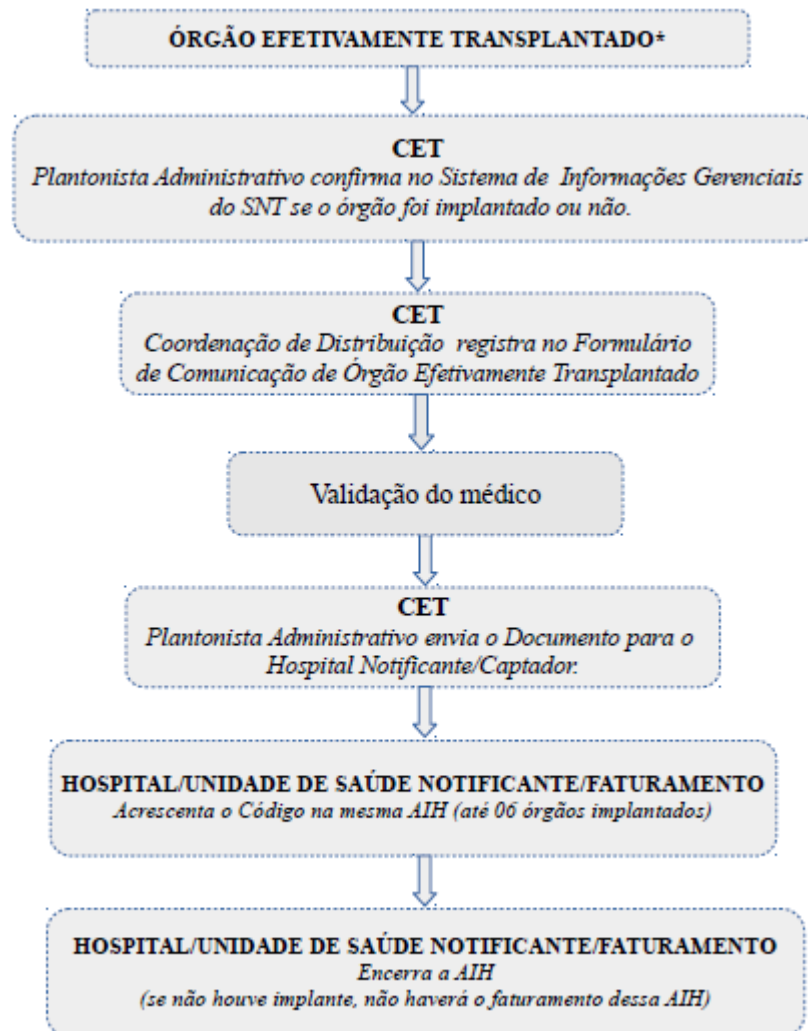 ÓRGÃO EFETIVAMENTE TRANSPLANTADO*
CET
Plantonista Administrativo confirma no Sistema de Informações Gerenciais
do SNT se o órgão foi implantado ou não.
CET
Coordenação de Distribuição registra no Formulário
de Comunicação de Órgão Efetivamente Transplantado
Validação do médico
CET
Plantonista Administrativo envia o Documento para o
Hospital Notificante/Captador.
HOSPITAL/UNIDADE DE SAÚDE NOTIFICANTE/FATURAMENTO
Acrescenta o Código na mesma AIH (até 06 órgãos implantados)
HOSPITAL/UNIDADE DE SAÚDE NOTIFICANTE/FATURAMENTO
Encerra a AIH
(se não houve implante, não haverá o faturamento dessa AIH)